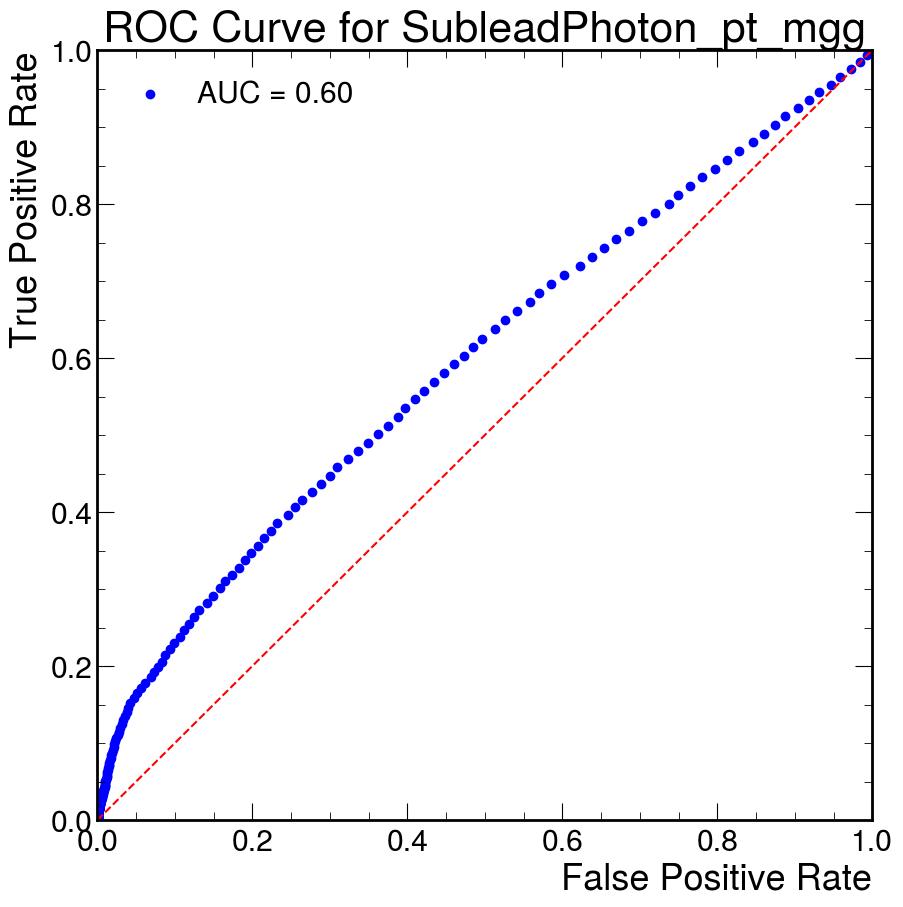 ROC Curve for SubleadPhoton_pt_mgg
True Positive Rate
1.0
0.8
0.6
0.4
0.2
0.0
AUC = 0.60
0.0 0.2 0.4 0.6 0.8 1.0
False Positive Rate